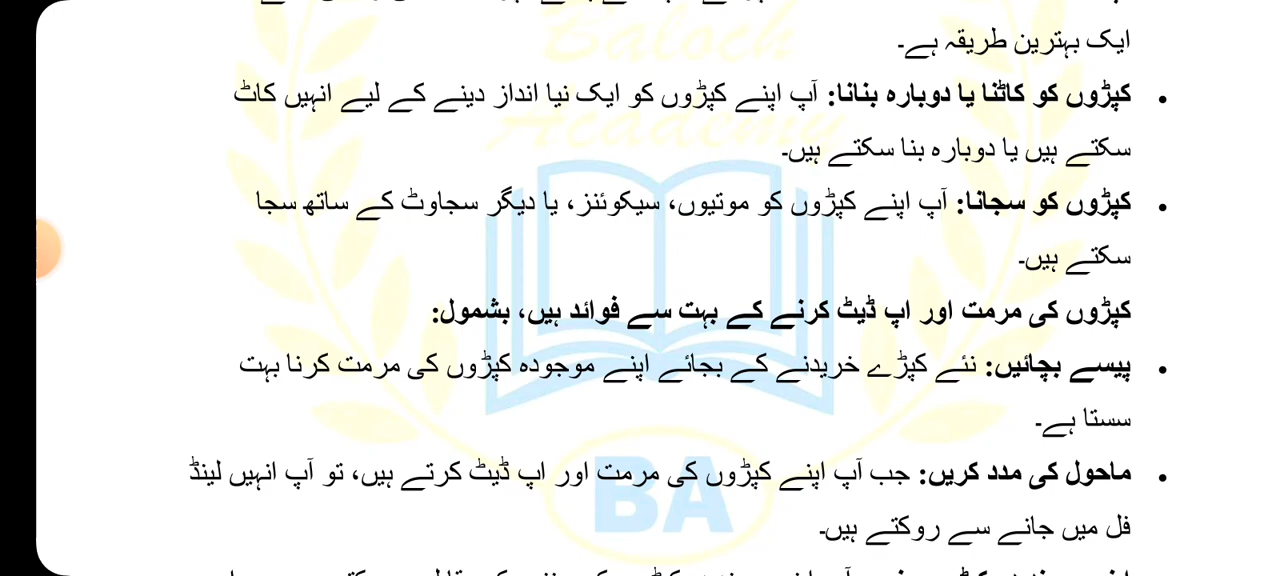 ایک بہترین طریقہ ہے۔
Baloch
کپڑوں کو کاٹنا یا دوبارہ بنانا: آپ اپنے کپڑوں کو ایک نیا انداز دینے کے لیے انہیں کاٹ
Academy
سکتے ہیں یا دوبارہ بنا سکتے ہیں۔
کپڑوں کو سجانا: آپ اپنے کپڑوں کو موتیوں، سیکوئنز، یا دیگر سجاوٹ کے ساتھ سجا
سکتے ہیں۔
کپڑوں کی مرمت اور اپ ڈیٹ کرنے کے بہت سے فوائد ہیں، بشمول:
پیسے بچائیں: نئے کپڑے خریدنے کے بجائے اپنے موجودہ کپڑوں کی مرمت کرنا بہت
سستا ہے۔
ماحول کی مدد کریں: جب آپ اپنے کپڑوں کی مرمت اور اپ ڈیٹ کرتے ہیں، تو آپ انہیں لینڈ
BA
فل میں جانے سے روکتے ہیں۔